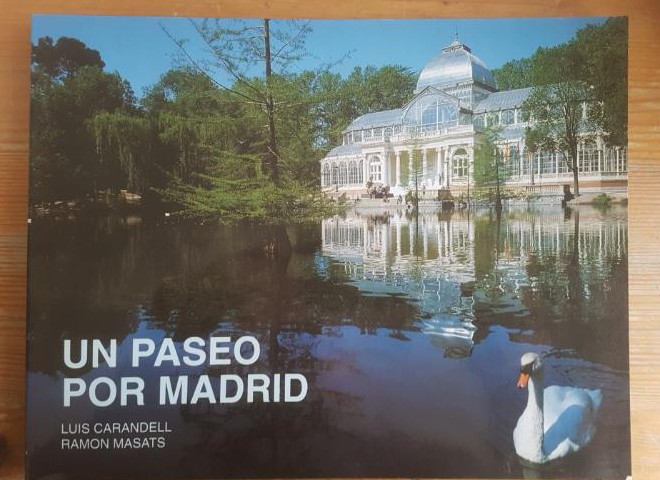 UN PASEO
POR MADRID
LUIS CARANDELL
RAMON MASATS